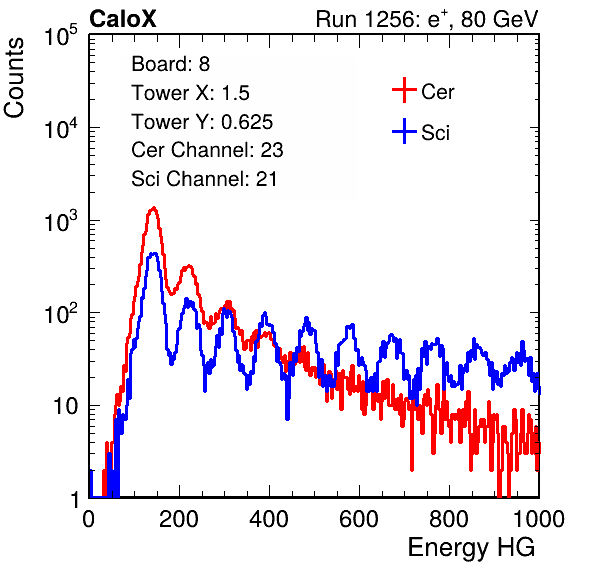 CaloX Run 1256: e⁺, 80 GeV
Counts
10⁵
10⁴
10³
10²
10
1
Board: 8
Tower X: 1.5
Tower Y: 0.625
Cer Channel: 23
Sci Channel: 21
Cer
Sci
0 200 400 600 800 1000
Energy HG